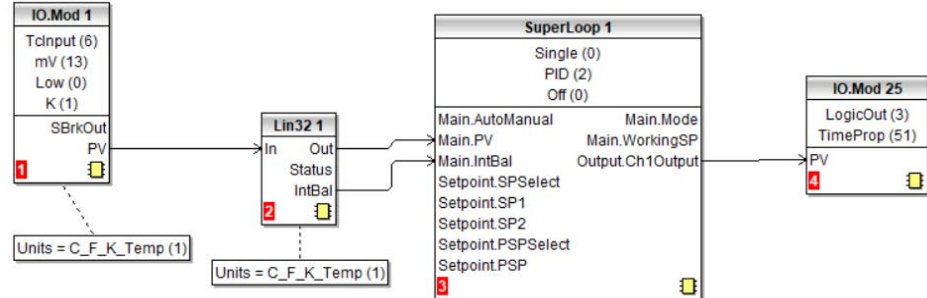 IO.Mod 1
TcInput (6)
mV (13)
Low (0)
K (1)
SBrkOut
PV
1
Units = C_F_K_Temp (1)
Lin32 1
In Out
Status
IntBal
2
Units = C_F_K_Temp (1)
SuperLoop 1
Single (0)
PID (2)
Off (0)
Main.AutoManual Main.Mode
Main.PV Main.WorkingSP
Main.IntBal Output.Ch1Output
Setpoint.SPSelect
Setpoint.SP1
Setpoint.SP2
Setpoint.PSPSelect
Setpoint.PSP
3
IO.Mod 25
LogicOut (3)
TimeProp (51)
PV
4